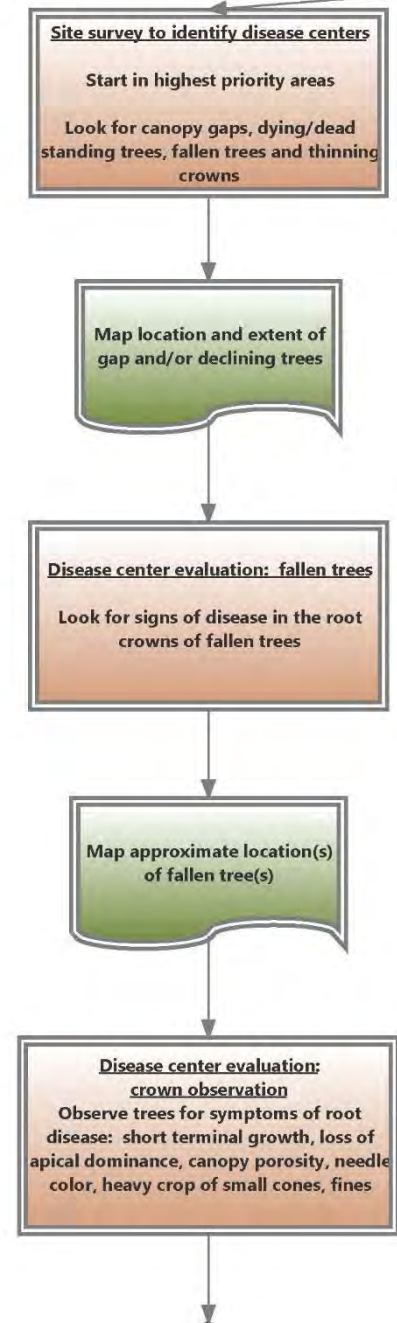 Site survey to identify disease centers
Start in highest priority areas
Look for canopy gaps, dying/dead
standing trees, fallen trees and thinning
crowns
Map location and extent of
gap and/or declining trees
Disease center evaluation: fallen trees
Look for signs of disease in the root
crowns of fallen trees
Map approximate location(s)
of fallen tree(s)
Disease center evaluation:
crown observation
Observe trees for symptoms of root
disease: short terminal growth, loss of
apical dominance, canopy porosity, needle
color, heavy crop of small cones, fines